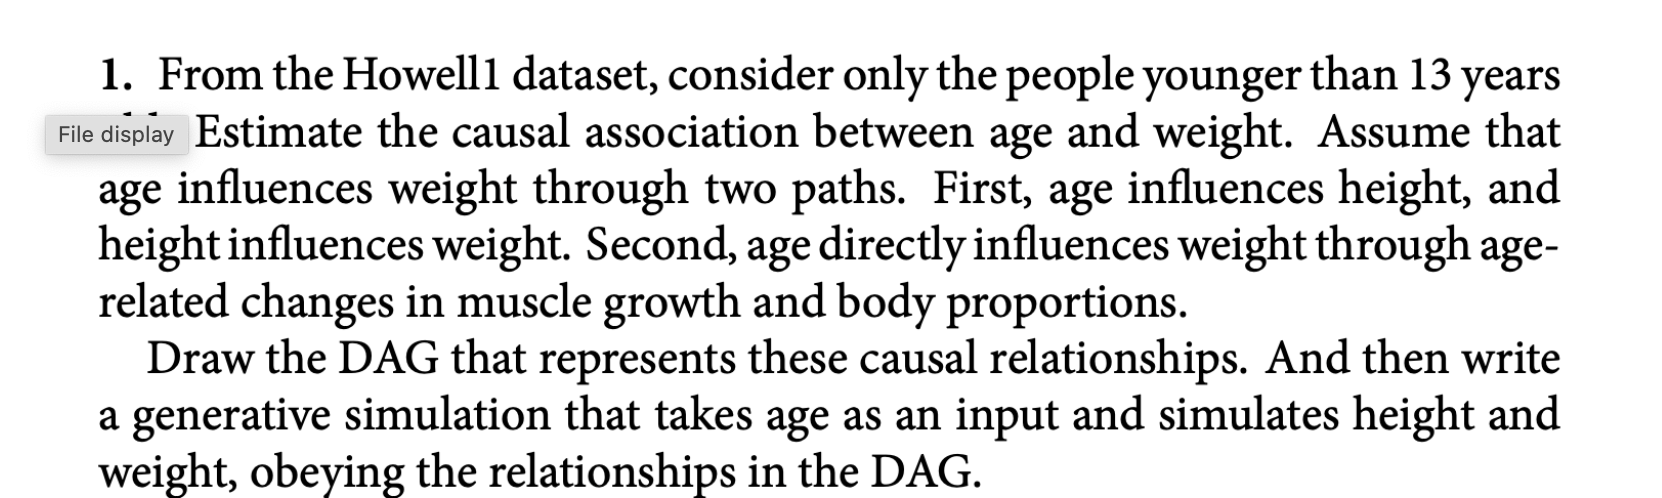 1. From the Howell1 dataset, consider only the people younger than 13 years
File display Estimate the causal association between age and weight. Assume that
age influences weight through two paths. First, age influences height, and
height influences weight. Second, age directly influences weight through age-
related changes in muscle growth and body proportions.
Draw the DAG that represents these causal relationships. And then write
a generative simulation that takes age as an input and simulates height and
weight, obeying the relationships in the DAG.